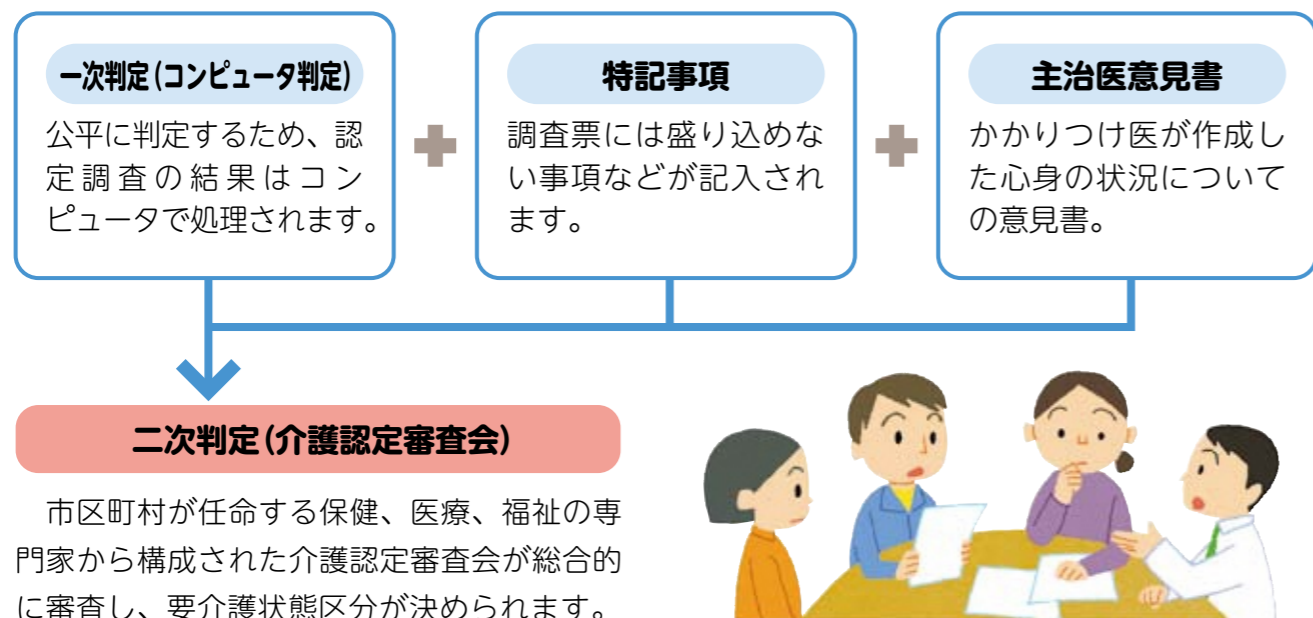 一次判定(コンピュータ判定)
公平に判定するため、認
定調査の結果はコン
ピュータで処理されます。
特記事項
調査票には盛り込めな
い事項などが記入され
ます。
主治医意見書
かかりつけ医が作成し
た心身の状況について
の意見書。
二次判定(介護認定審査会)
市区町村が任命する保健、医療、福祉の専
門家から構成された介護認定審査会が総合的
に審査し、要介護状態区分が決められます。